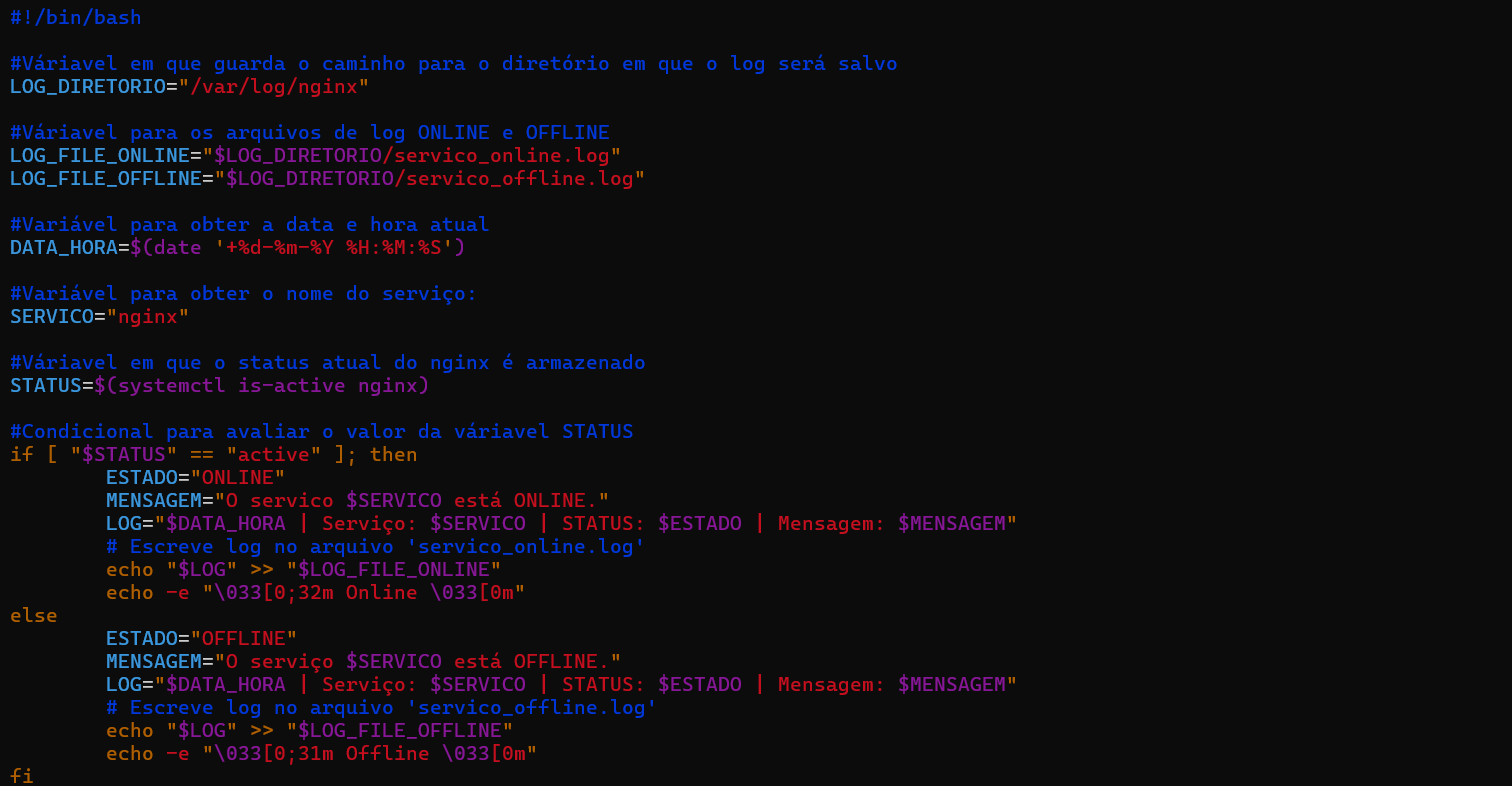 #!/bin/bash
#Váriavel em que guarda o caminho para o diretório em que o log será salvo
LOG_DIRETORIO="/var/log/nginx"
#Váriavel para os arquivos de log ONLINE e OFFLINE
LOG_FILE_ONLINE="$LOG_DIRETORIO/servico_online.log"
LOG_FILE_OFFLINE="$LOG_DIRETORIO/servico_offline.log"
#Variável para obter a data e hora atual
DATA_HORA=$(date '+%d-%m-%Y %H:%M:%S')
#Variável para obter o nome do serviço:
SERVICO="nginx"
#Váriavel em que o status atual do nginx é armazenado
STATUS=$(systemctl is-active nginx)
#Condicional para avaliar o valor da váriavel STATUS
if [ "$STATUS" == "active" ]; then
        ESTADO="ONLINE"
        MENSAGEM="O servico $SERVICO está ONLINE."
        LOG="$DATA_HORA | Serviço: $SERVICO | STATUS: $ESTADO | Mensagem: $MENSAGEM"
        # Escreve log no arquivo 'servico_online.log'
        echo "$LOG" >> "$LOG_FILE_ONLINE"
        echo -e "\033[0;32m Online \033[0m"
else
        ESTADO="OFFLINE"
        MENSAGEM="O serviço $SERVICO está OFFLINE."
        LOG="$DATA_HORA | Serviço: $SERVICO | STATUS: $ESTADO | Mensagem: $MENSAGEM"
        # Escreve log no arquivo 'servico_offline.log'
        echo "$LOG" >> "$LOG_FILE_OFFLINE"
        echo -e "\033[0;31m Offline \033[0m"
fi